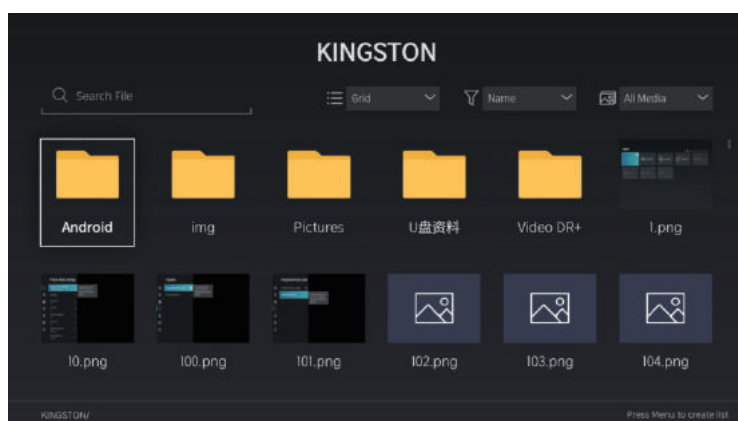 KINGSTON
Search File
Grid
Name
All Media
Android
img
Pictures
U盘资料
Video DR+
1.png
10.png
100.png
101.png
102.png
103.png
104.png
KINGSTON/
Press Menu to create list